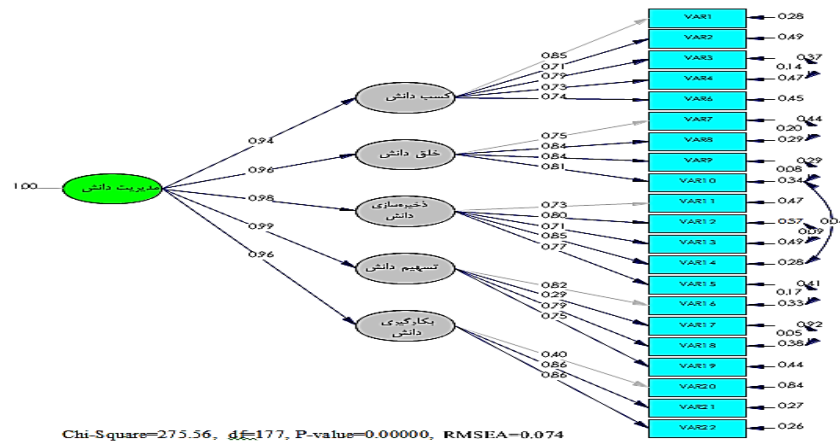 1.00
مدیریت دانش
0.94
0.96
0.98
0.99
0.96
کسب دانش
خلق دانش
ذخیره‌سازی
دانش
تسهیم دانش
بکارگیری
دانش
0.85
0.71
0.79
0.73
0.74
0.75
0.84
0.84
0.81
0.73
0.80
0.71
0.85
0.77
0.82
0.29
0.79
0.75
0.40
0.86
0.86
VAR1
VAR2
VAR3
VAR4
VAR6
VAR7
VAR8
VAR9
VAR10
VAR11
VAR12
VAR13
VAR14
VAR15
VAR16
VAR17
VAR18
VAR19
VAR20
VAR21
VAR22
0.28
0.49
0.37
0.14
0.47
0.45
0.44
0.20
0.29
0.29
0.08
0.34
0.47
0.09
0.49
0.28
0.41
0.17
0.33
0.92
0.05
0.38
0.44
0.84
0.27
0.26
Chi-Square=275.56, df=177, P-value=0.00000, RMSEA=0.074